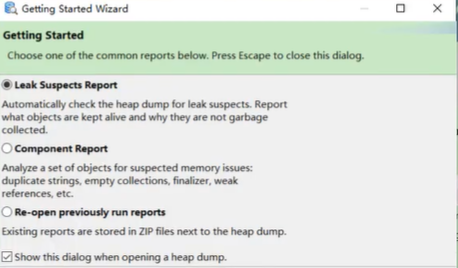 Getting Started Wizard
Getting Started
Choose one of the common reports below. Press Escape to close this dialog.
Leak Suspects Report
Automatically check the heap dump for leak suspects. Report
what objects are kept alive and why they are not garbage
collected.
Component Report
Analyze a set of objects for suspected memory issues:
duplicate strings, empty collections, finalizer, weak
references, etc.
Re-open previously run reports
Existing reports are stored in ZIP files next to the heap dump.
Show this dialog when opening a heap dump.